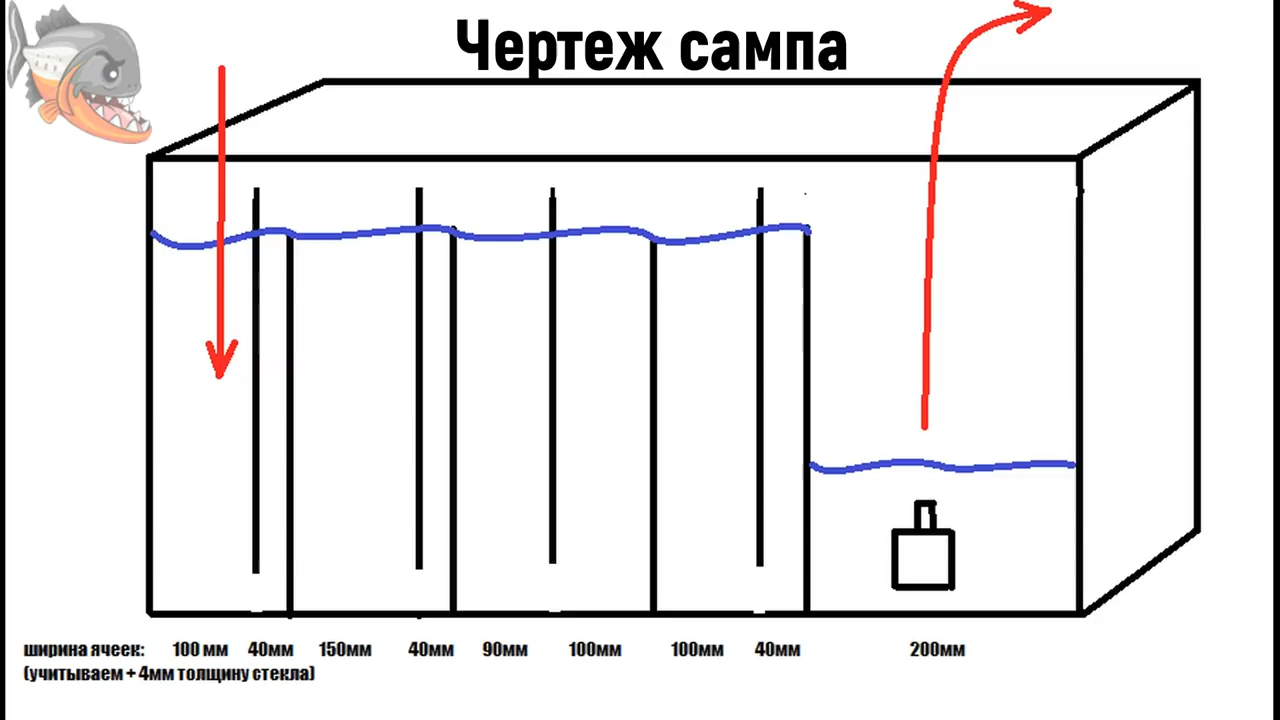 Чертеж сампа
ширина ячеек: 100 мм 40мм 150мм 40мм 90мм 100мм 100мм 40мм 200мм
(учитываем + 4мм толщину стекла)